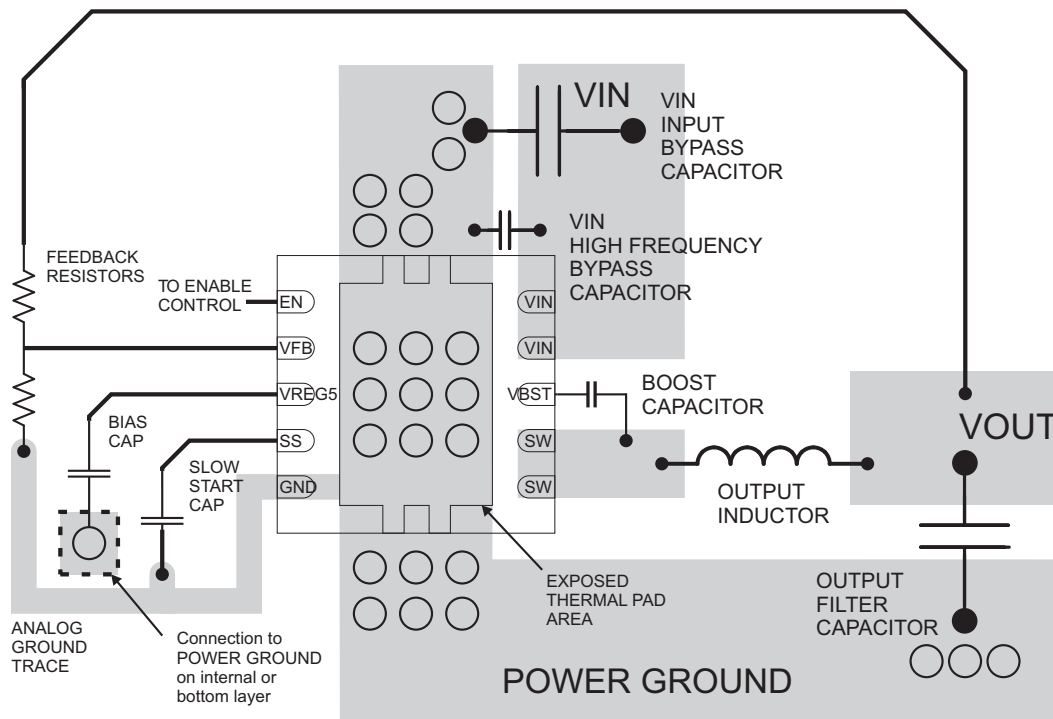 VIN
VIN
INPUT
BYPASS
CAPACITOR
VIN
HIGH FREQUENCY
BYPASS
CAPACITOR
FEEDBACK
RESISTORS
TO ENABLE
CONTROL
EN
VFB
VREG5
SS
GND
VIN
VIN
VBST
SW
SW
BIAS
CAP
SLOW
START
CAP
BOOST
CAPACITOR
VOUT
OUTPUT
INDUCTOR
EXPOSED
THERMAL PAD
AREA
OUTPUT
FILTER
CAPACITOR
ANALOG
GROUND
TRACE
Connection to
POWER GROUND
on internal or
bottom layer
POWER GROUND